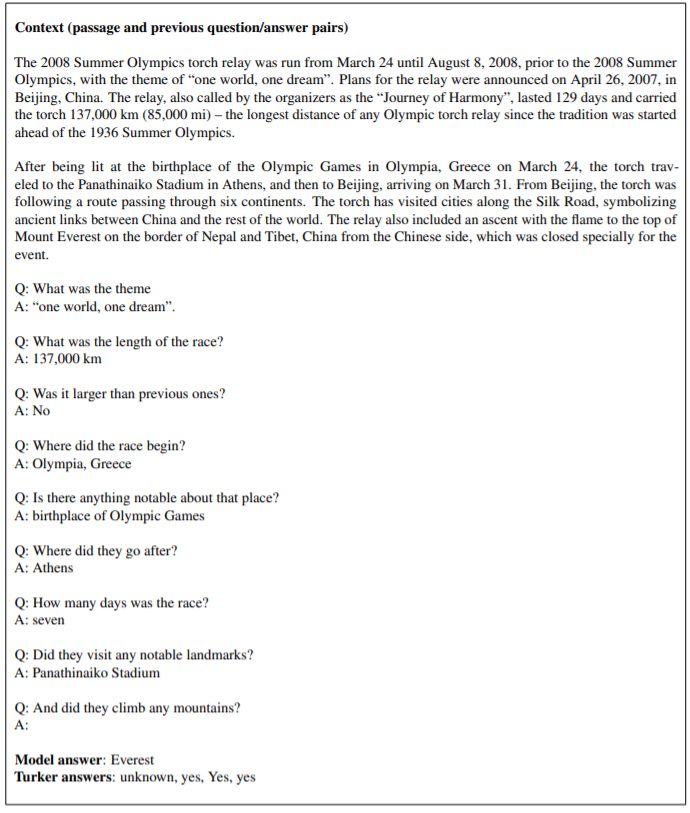 Context (passage and previous question/answer pairs)
The 2008 Summer Olympics torch relay was run from March 24 until August 8, 2008, prior to the 2008 Summer
Olympics, with the theme of “one world, one dream”. Plans for the relay were announced on April 26, 2007, in
Beijing, China. The relay, also called by the organizers as the “Journey of Harmony”, lasted 129 days and carried
the torch 137,000 km (85,000 mi) – the longest distance of any Olympic torch relay since the tradition was started
ahead of the 1936 Summer Olympics.
After being lit at the birthplace of the Olympic Games in Olympia, Greece on March 24, the torch trav-
eled to the Panathinaiko Stadium in Athens, and then to Beijing, arriving on March 31. From Beijing, the torch was
following a route passing through six continents. The torch has visited cities along the Silk Road, symbolizing
ancient links between China and the rest of the world. The relay also included an ascent with the flame to the top of
Mount Everest on the border of Nepal and Tibet, China from the Chinese side, which was closed specially for the
event.
Q: What was the theme
A: “one world, one dream”.
Q: What was the length of the race?
A: 137,000 km
Q: Was it larger than previous ones?
A: No
Q: Where did the race begin?
A: Olympia, Greece
Q: Is there anything notable about that place?
A: birthplace of Olympic Games
Q: Where did they go after?
A: Athens
Q: How many days was the race?
A: seven
Q: Did they visit any notable landmarks?
A: Panathinaiko Stadium
Q: And did they climb any mountains?
A:
Model answer: Everest
Turker answers: unknown, yes, Yes, yes